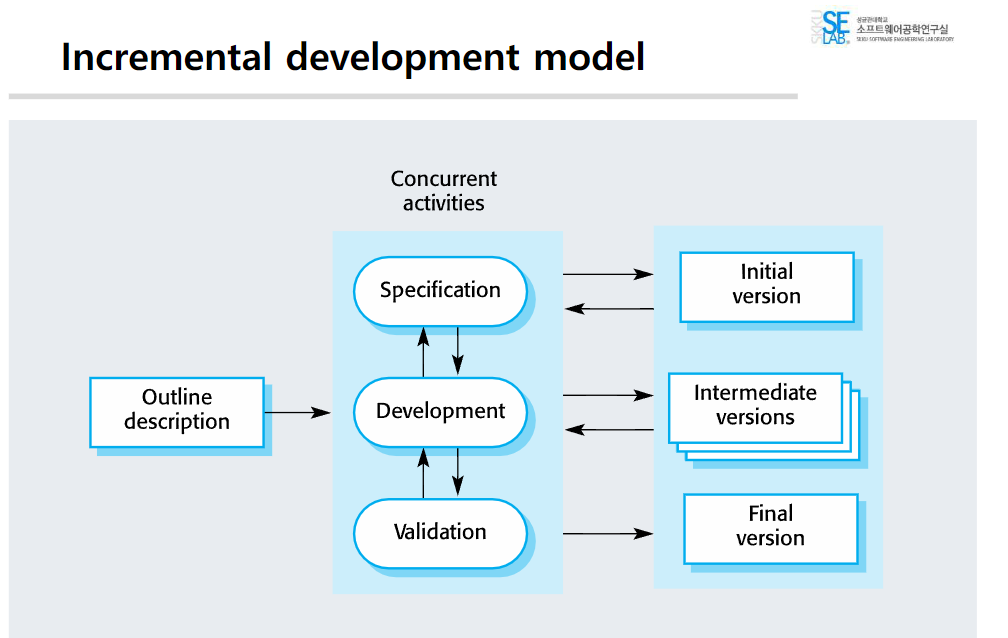 Incremental development model
SKKU
SE
LAB.
성균관대학교
소프트웨어공학연구실
SKKU SOFTWARE ENGINEERING LABORATORY
Concurrent
activities
Specification
Initial
version
Outline
description
Development
Intermediate
versions
Validation
Final
version